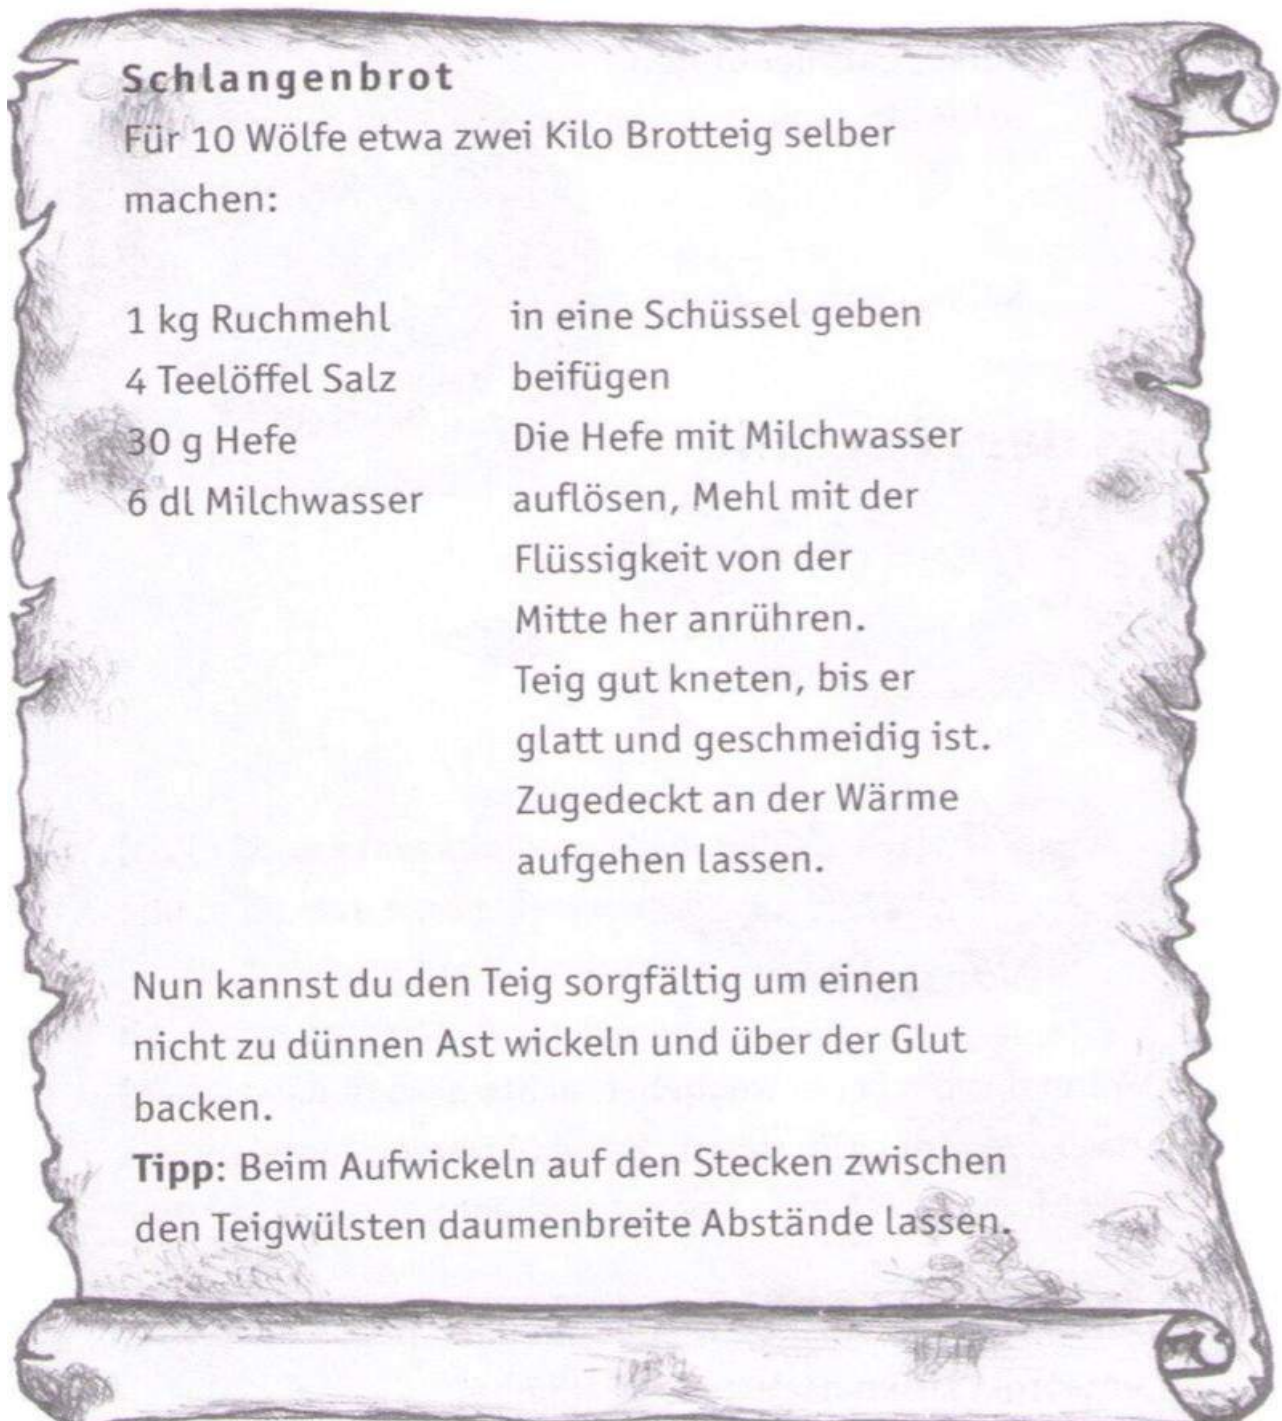 Schlangenbrot
Für 10 Wölfe etwa zwei Kilo Brotteig selber
machen:
1 kg Ruchmehl in eine Schüssel geben
4 Teelöffel Salz beifügen
30 g Hefe Die Hefe mit Milchwasser
6 dl Milchwasser auflösen, Mehl mit der
Flüssigkeit von der
Mitte her anrühren.
Teig gut kneten, bis er
glatt und geschmeidig ist.
Zugedeckt an der Wärme
aufgehen lassen.
Nun kannst du den Teig sorgfältig um einen
nicht zu dünnen Ast wickeln und über der Glut
backen.
Tipp: Beim Aufwickeln auf den Stecken zwischen
den Teigwülsten daumenbreite Abstände lassen.